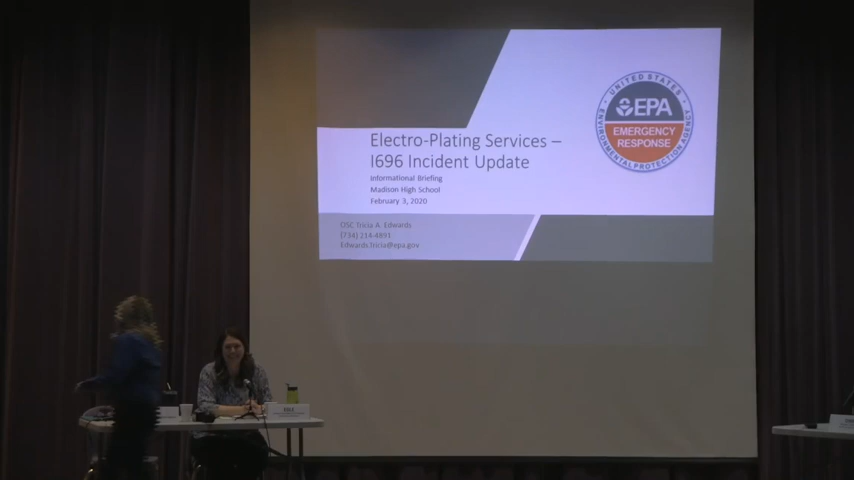 Electro-Plating Services –
I696 Incident Update
Informational Briefing
Madison High School
February 3, 2020
OSC Tricia A. Edwards
(734) 214-4891
Edwards.Tricia@epa.gov
UNITED STATES
EPA
EMERGENCY
RESPONSE
ENVIRONMENTAL PROTECTION AGENCY